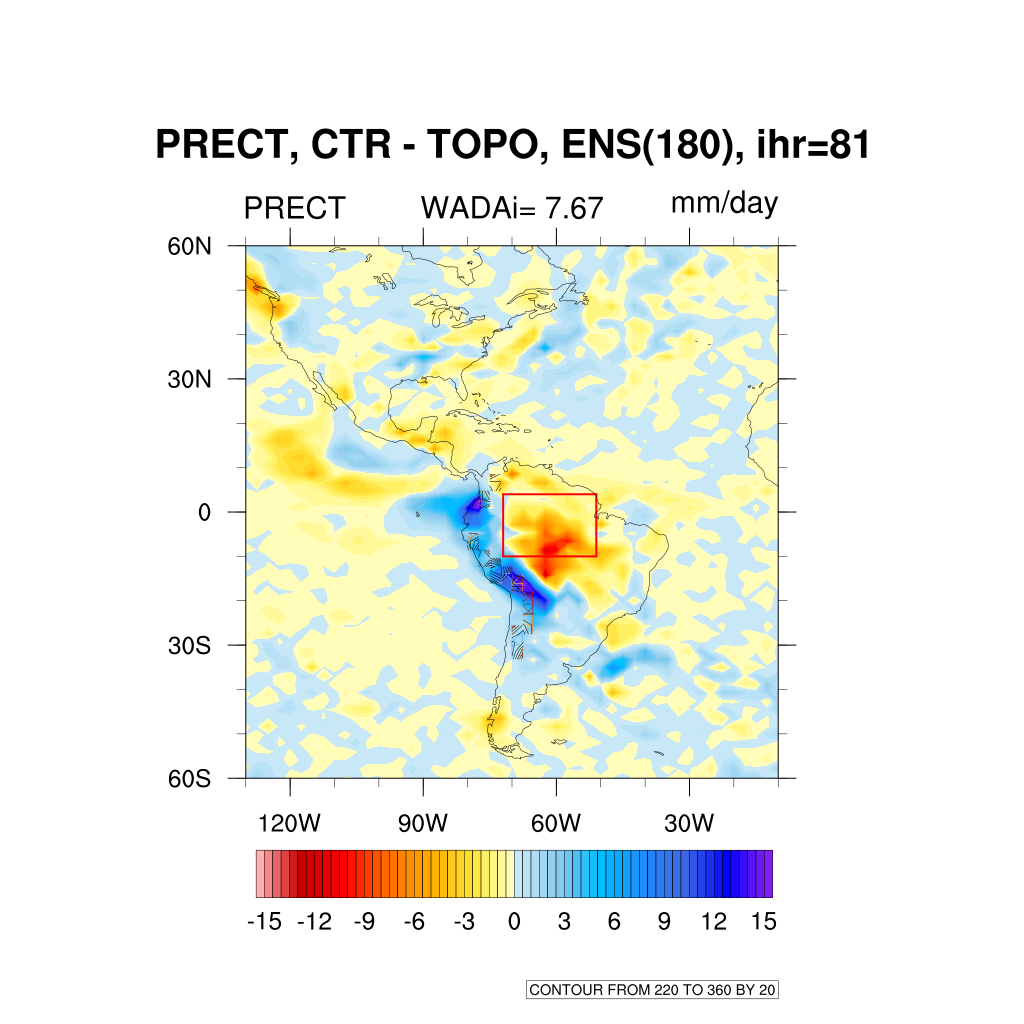 PRECT, CTR - TOPO, ENS(180), ihr=81
PRECT WADAi= 7.67 mm/day
60N
30N
0
30S
60S
120W 90W 60W 30W
-15 -12 -9 -6 -3 0 3 6 9 12 15
CONTOUR FROM 220 TO 360 BY 20